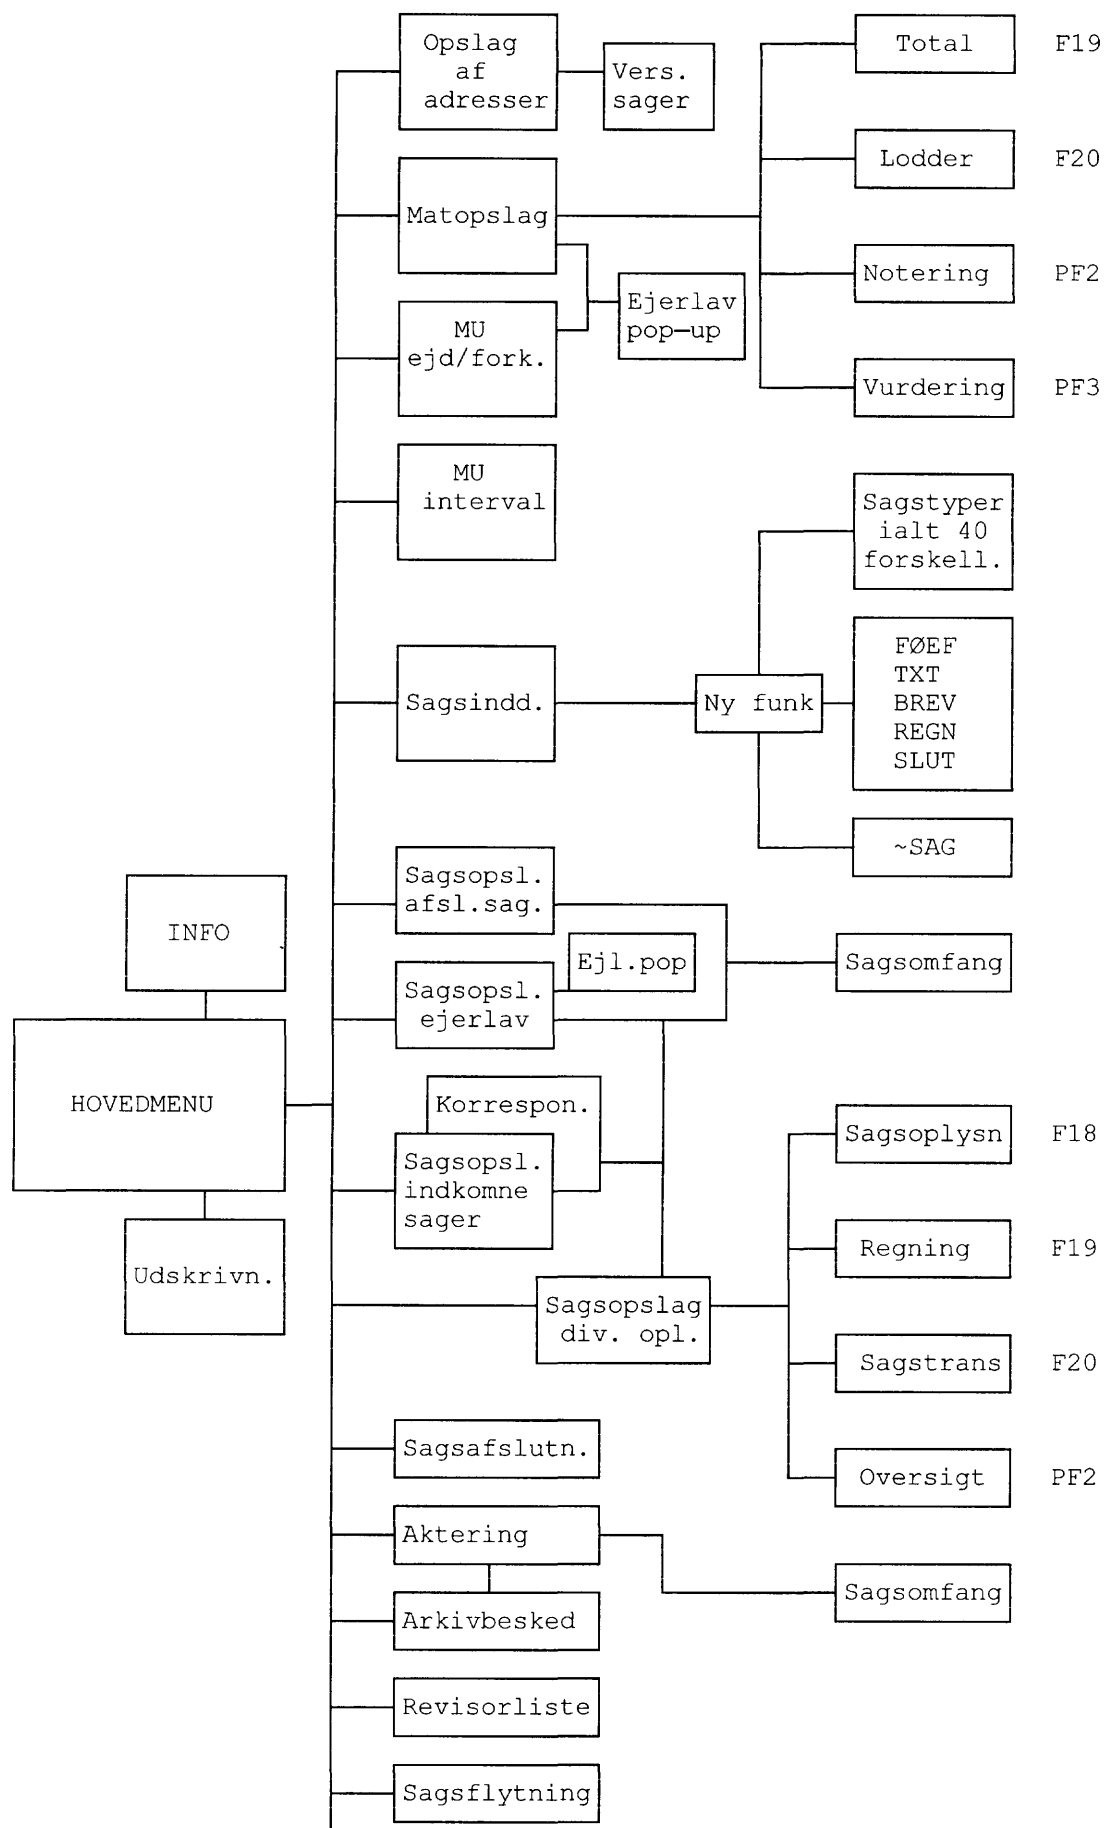 Opslag
af
adresser
Vers.
sager
Total F19
Lodder F20
Matopslag
Notering PF2
Ejerlav
pop-up
MU
ejd/fork.
Vurdering PF3
MU
interval
Sagstyper
ialt 40
forskell.
Sagsindd.
Ny funk
FØEF
TXT
BREV
REGN
SLUT
~SAG
Sagsopsl.
afsl.sag.
INFO
Ejl.pop
Sagsomfang
Sagsopsl.
ejerlav
HOVEDMENU
Korrespon.
Sagsopsl.
indkomne
sager
Sagsoplysn F18
Regning F19
Udskrivn.
Sagsopslag
div. opl.
Sagstrans F20
Sagsafslutn.
Oversigt PF2
Aktering
Sagsomfang
Arkivbesked
Revisorliste
Sagsflytning